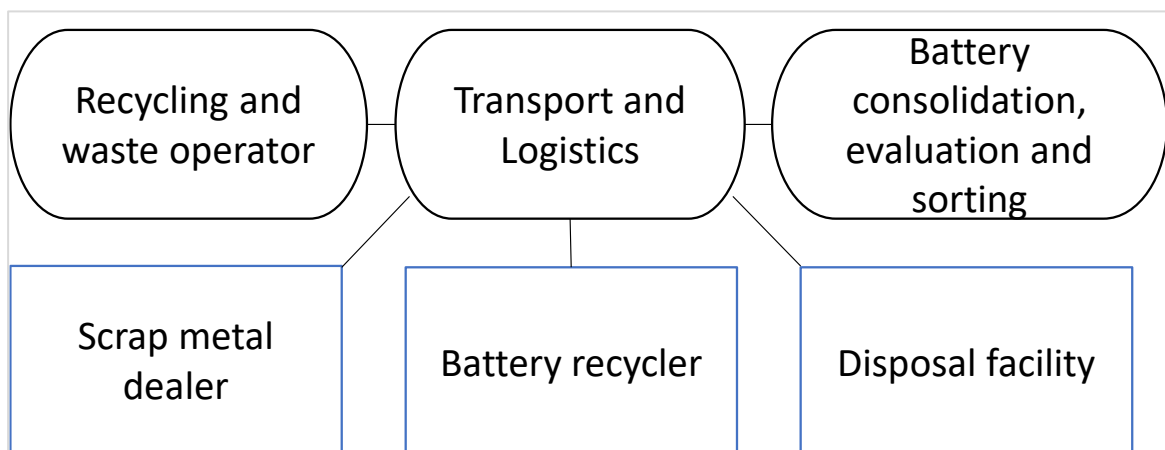 Recycling and
waste operator
Transport and
Logistics
Battery
consolidation,
evaluation and
sorting
Scrap metal
dealer
Battery recycler
Disposal facility